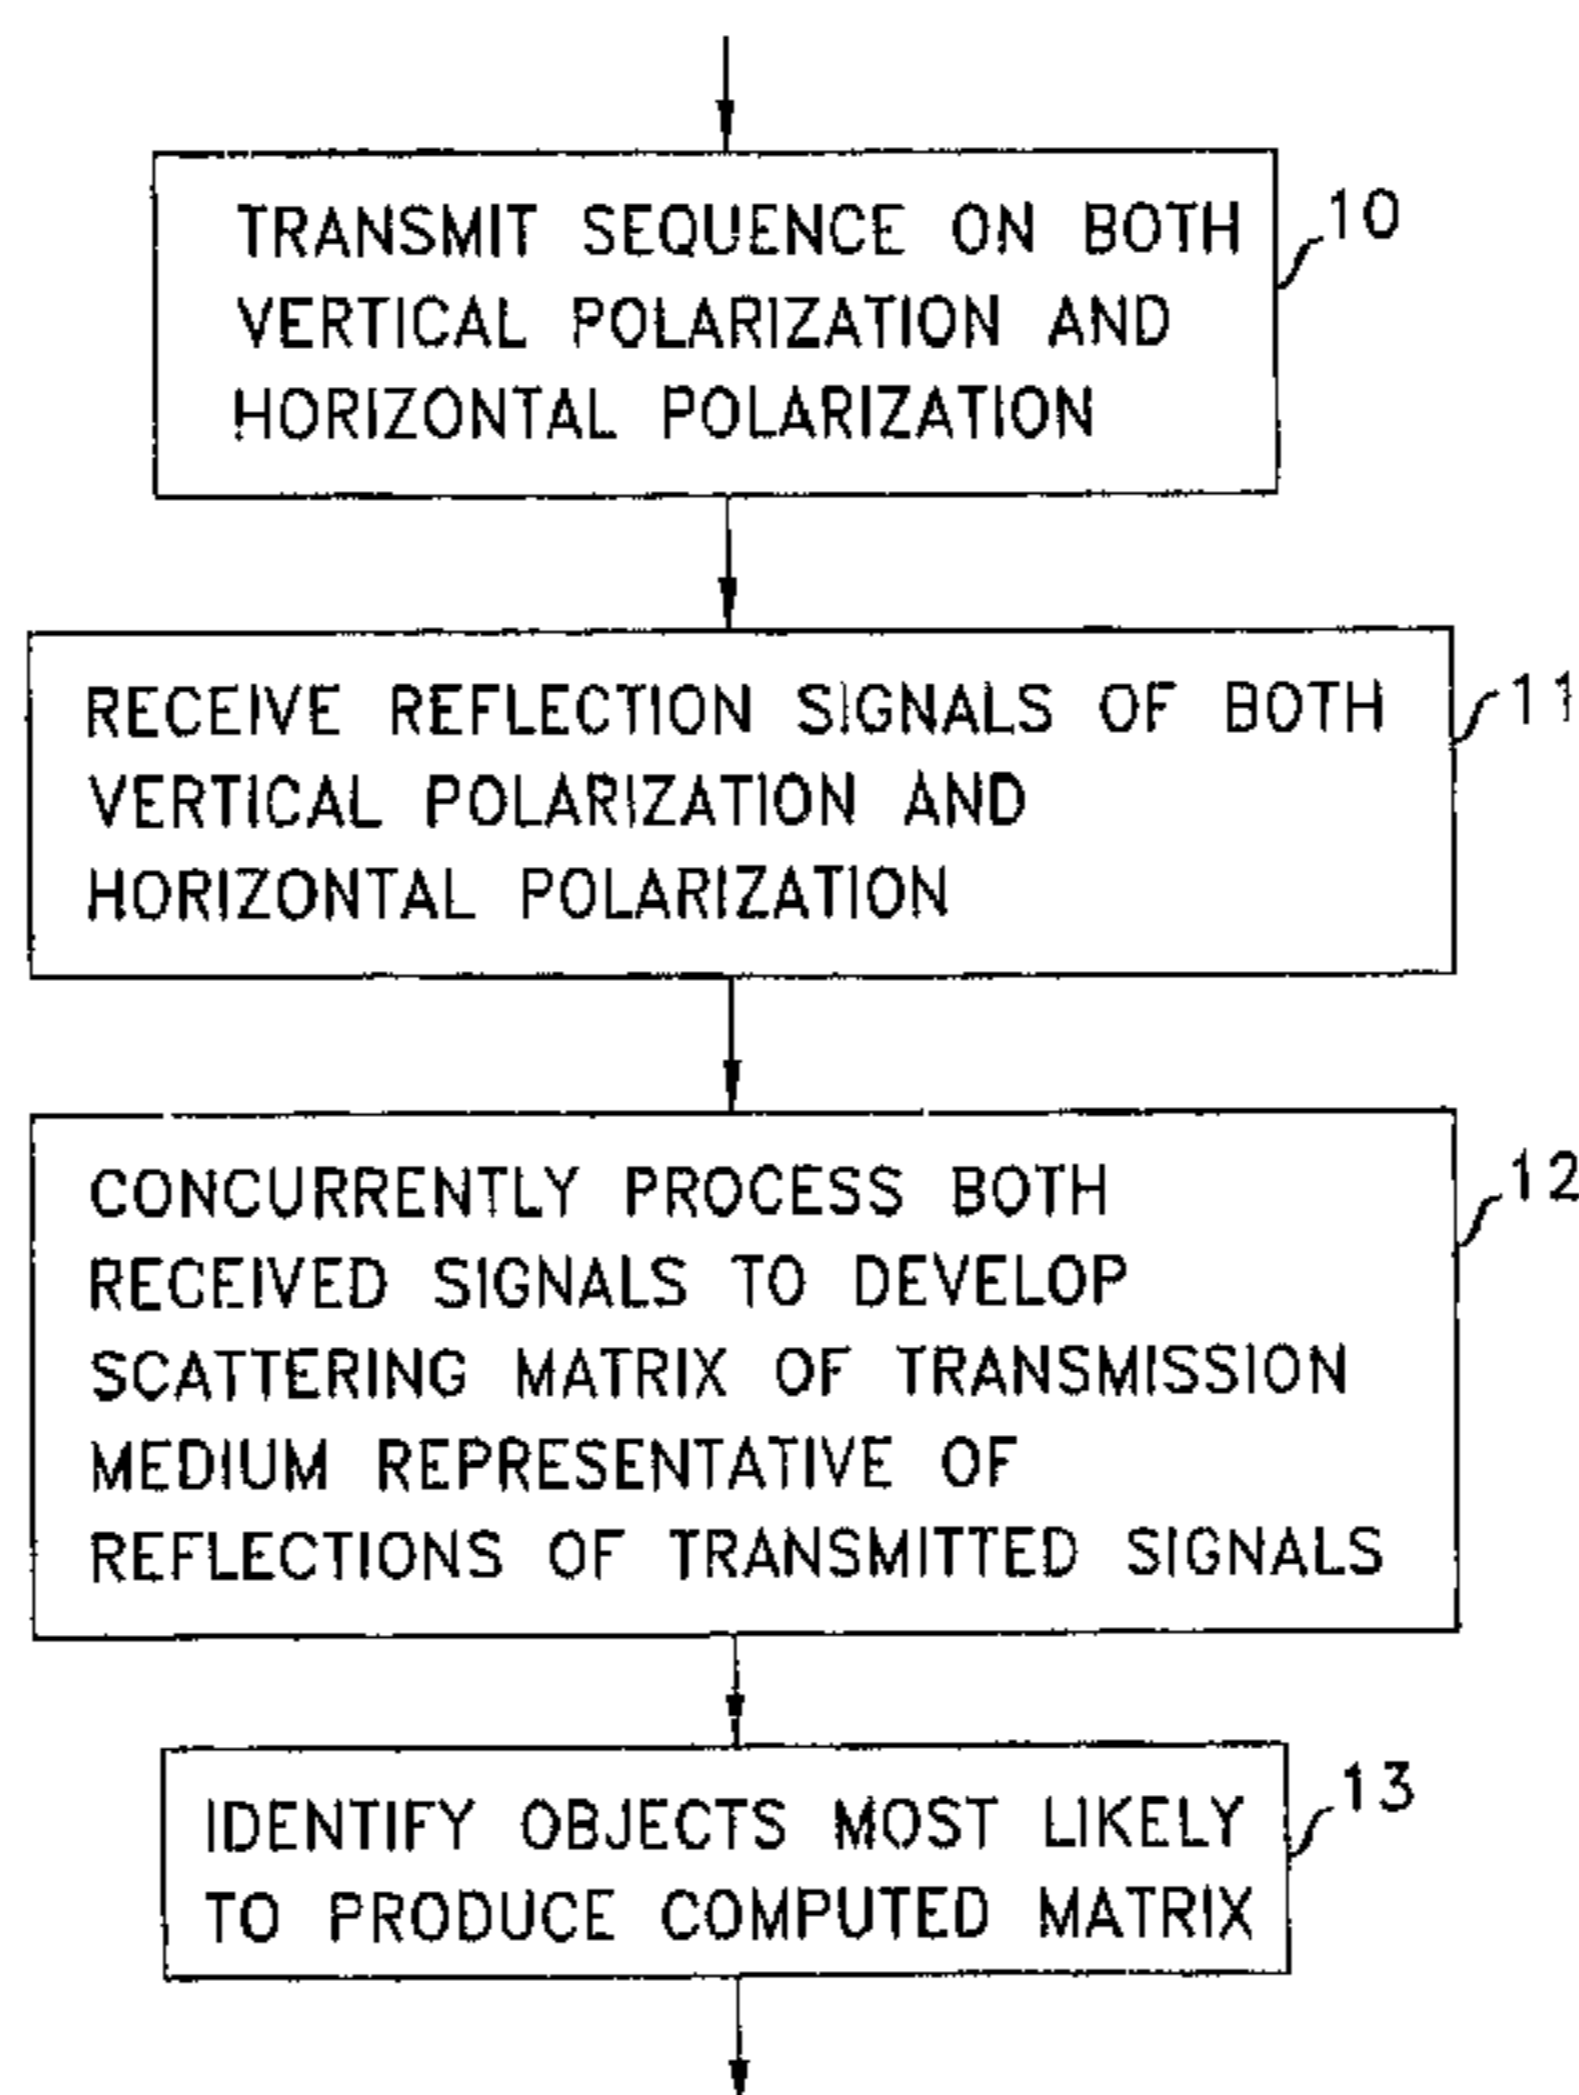 TRANSMIT SEQUENCE ON BOTH
VERTICAL POLARIZATION AND
HORIZONTAL POLARIZATION
10
RECEIVE REFLECTION SIGNALS OF BOTH
VERTICAL POLARIZATION AND
HORIZONTAL POLARIZATION
11
CONCURRENTLY PROCESS BOTH
RECEIVED SIGNALS TO DEVELOP
SCATTERING MATRIX OF TRANSMISSION
MEDIUM REPRESENTATIVE OF
REFLECTIONS OF TRANSMITTED SIGNALS
12
IDENTIFY OBJECTS MOST LIKELY
TO PRODUCE COMPUTED MATRIX
13